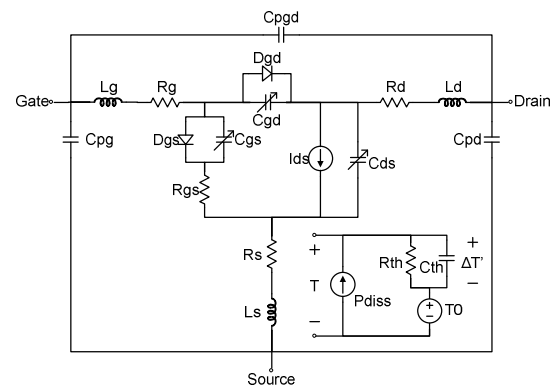 Cpgd
Dgd
Lg
Rg
Rd
Ld
Gate
Drain
Cgd
Cpg
Dgs
Cgs
Ids
Cds
Cpd
Rgs
Rs
+
+
Rth
Cth
ΔT'
T
Pdiss
−
+
−
T0
Ls
−
Source